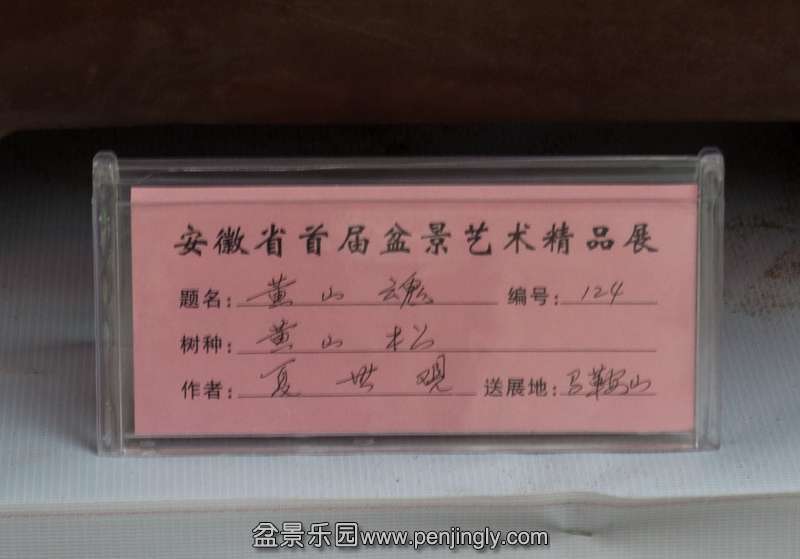 安徽省首届盆景艺术精品展
题名：黄山魂 编号：124
树种：黄山松
作者：夏世观 送展地：马鞍山
盆景乐园www.penjingly.com